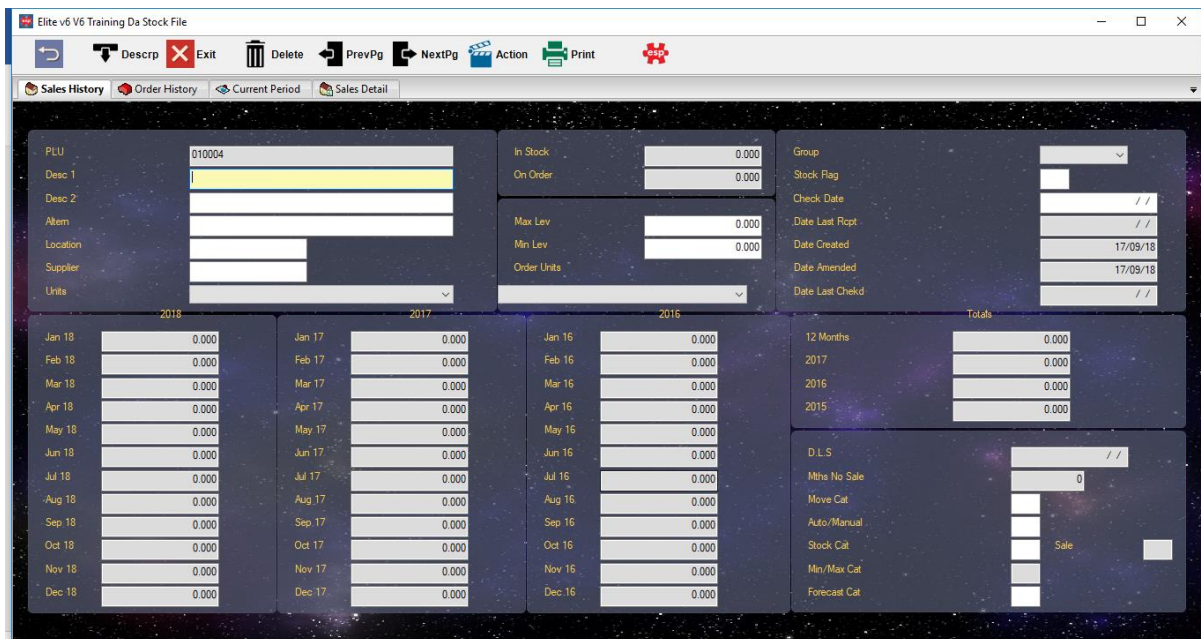 Elite v6 V6 Training Da Stock File
Descrp Exit Delete PrevPg NextPg Action Print esp
Sales History Order History Current Period Sales Detail
PLU 010004 In Stock 0.000 Group
Desc 1 On Order 0.000 Stock Flag
Desc 2 Check Date / /
Altern Max Lev 0.000 Date Last Rcpt / /
Location Min Lev 0.000 Date Created 17/09/18
Supplier Order Units Date Amended 17/09/18
Units Date Last Chekd / /
2018 2017 2016 Totals
Jan 18 0.000 Jan 17 0.000 Jan 16 0.000 12 Months 0.000
Feb 18 0.000 Feb 17 0.000 Feb 16 0.000 2017 0.000
Mar 18 0.000 Mar 17 0.000 Mar 16 0.000 2016 0.000
Apr 18 0.000 Apr 17 0.000 Apr 16 0.000 2015 0.000
May 18 0.000 May 17 0.000 May 16 0.000
Jun 18 0.000 Jun 17 0.000 Jun 16 0.000 D.L.S / /
Jul 18 0.000 Jul 17 0.000 Jul 16 0.000 Mths No Sale 0
Aug 18 0.000 Aug 17 0.000 Aug 16 0.000 Move Cat
Sep 18 0.000 Sep 17 0.000 Sep 16 0.000 Auto/Manual
Oct 18 0.000 Oct 17 0.000 Oct 16 0.000 Stock Cat Sale
Nov 18 0.000 Nov 17 0.000 Nov 16 0.000 Min/Max Cat
Dec 18 0.000 Dec 17 0.000 Dec 16 0.000 Forecast Cat